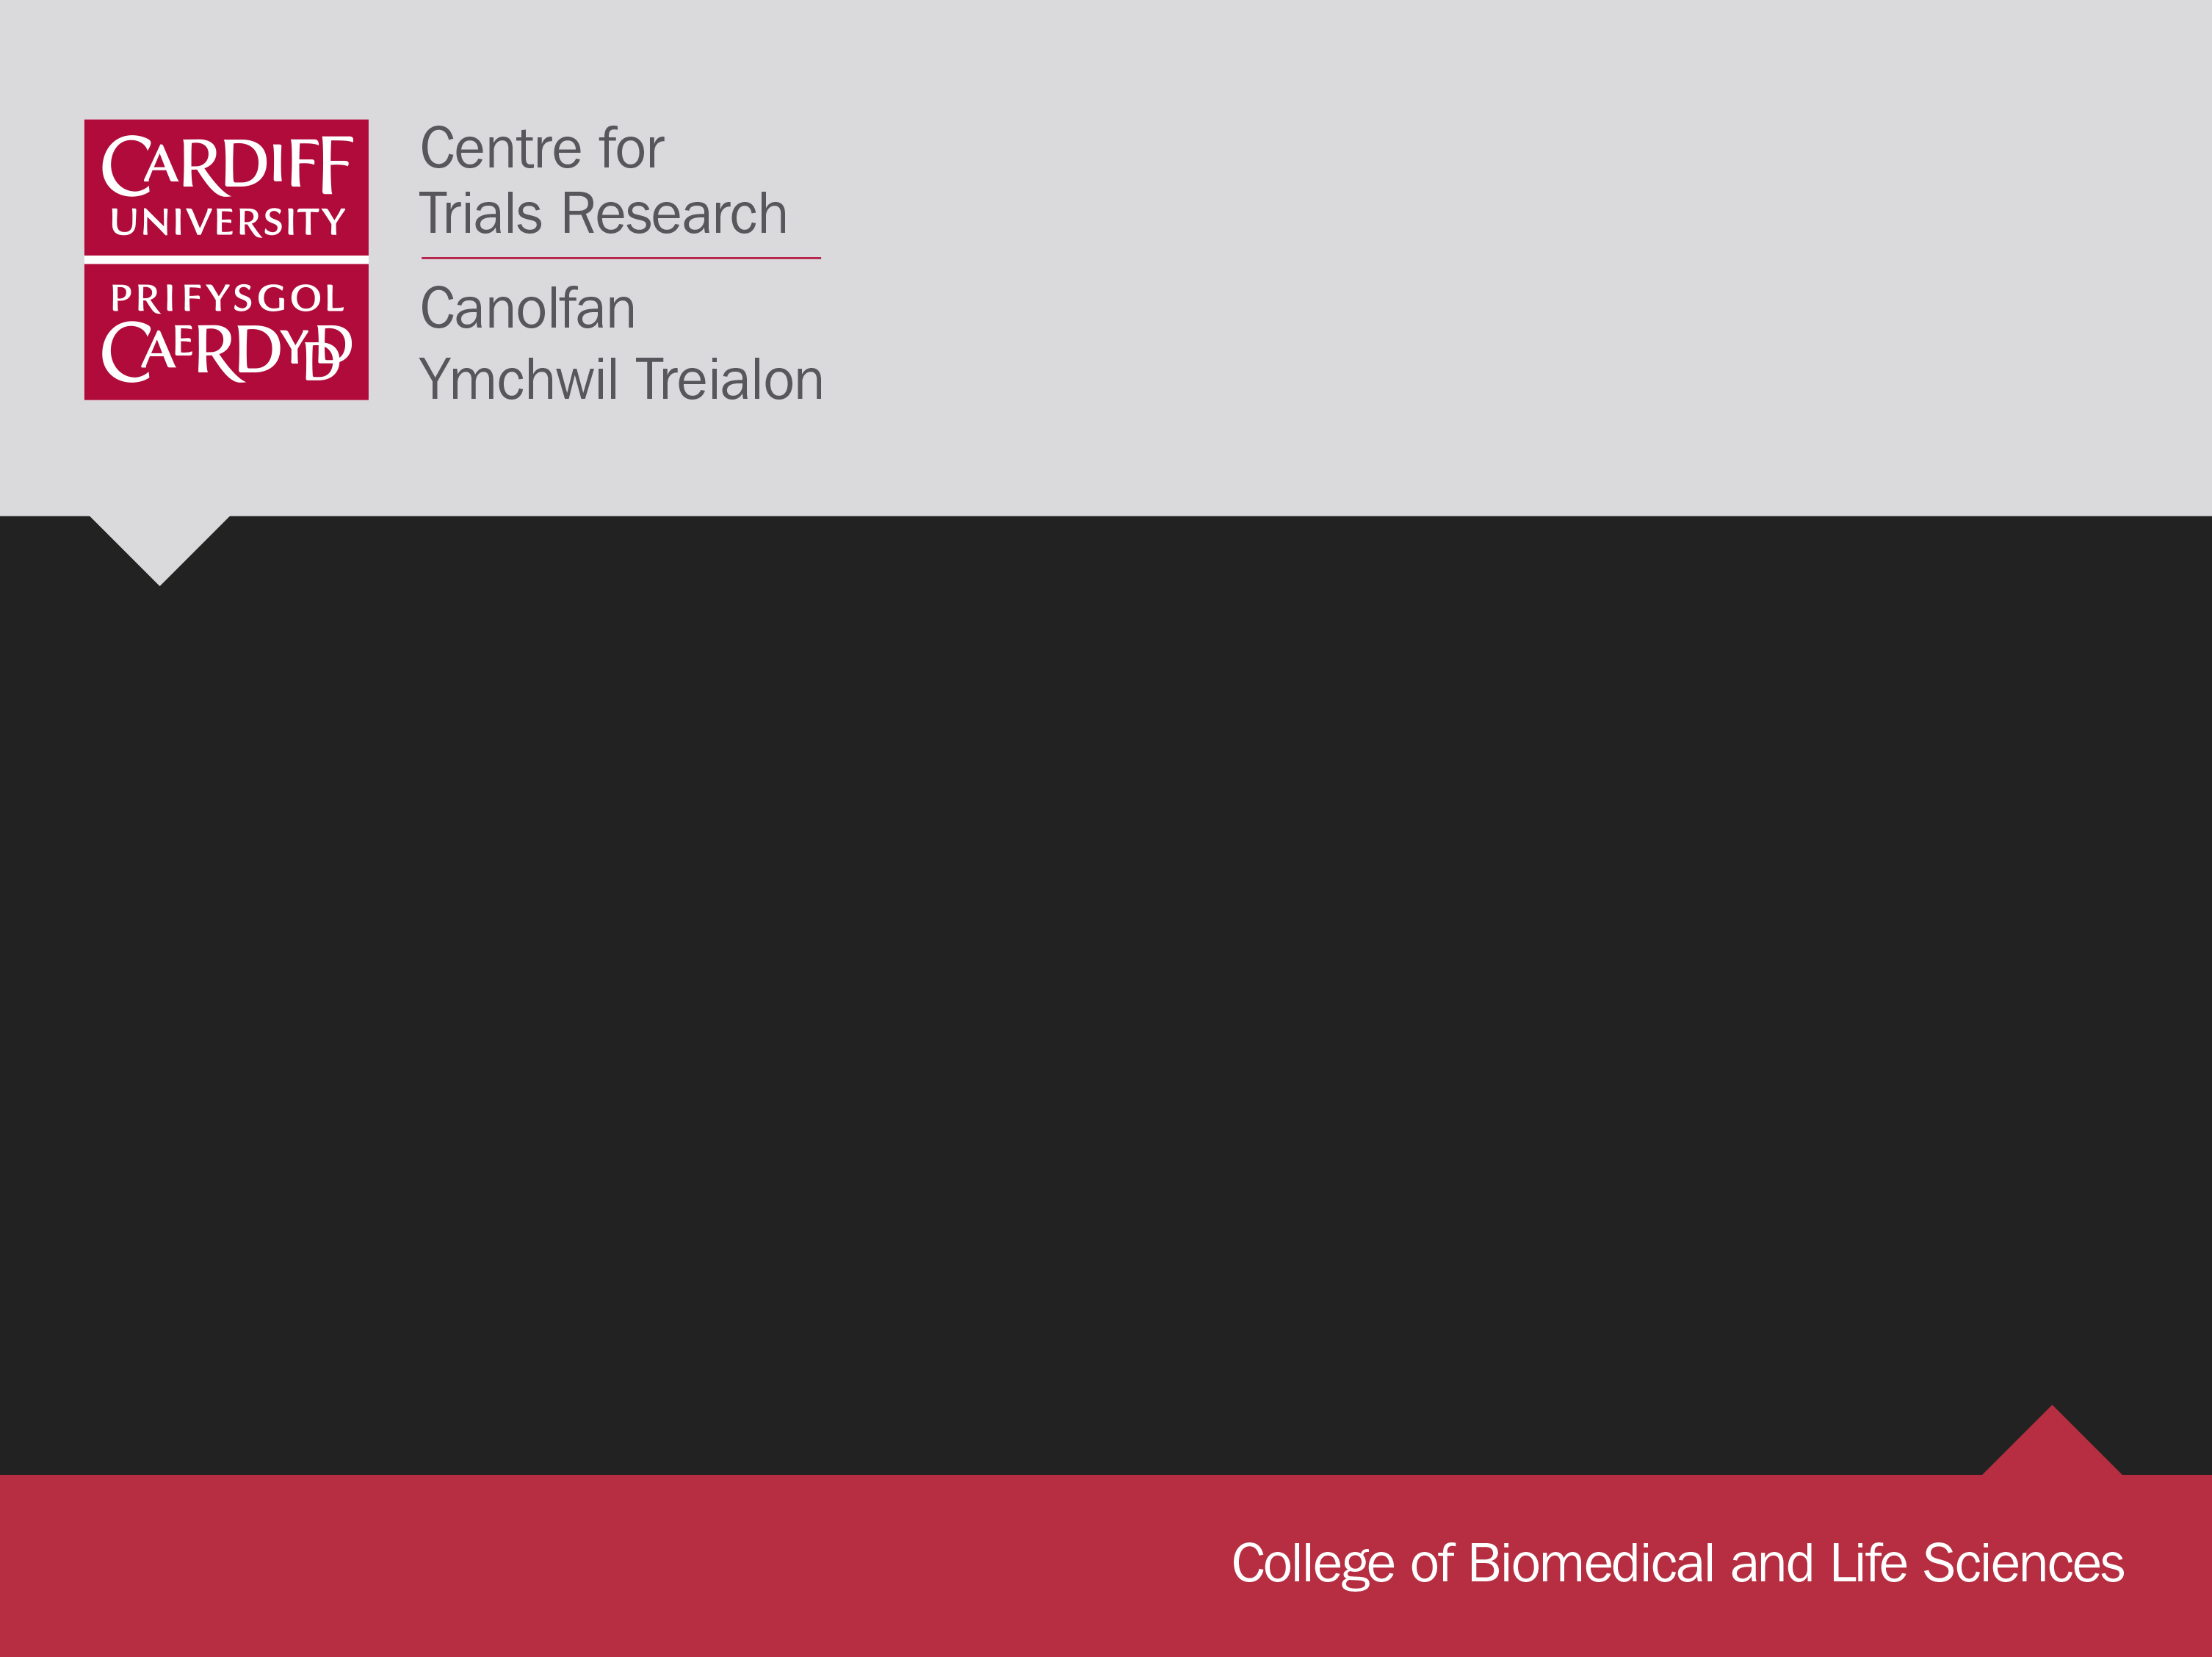 CARDIFF
UNIVERSITY
PRIFYSGOL
CAERDYDD
Centre for
Trials Research
Canolfan
Ymchwil Treialon
College of Biomedical and Life Sciences